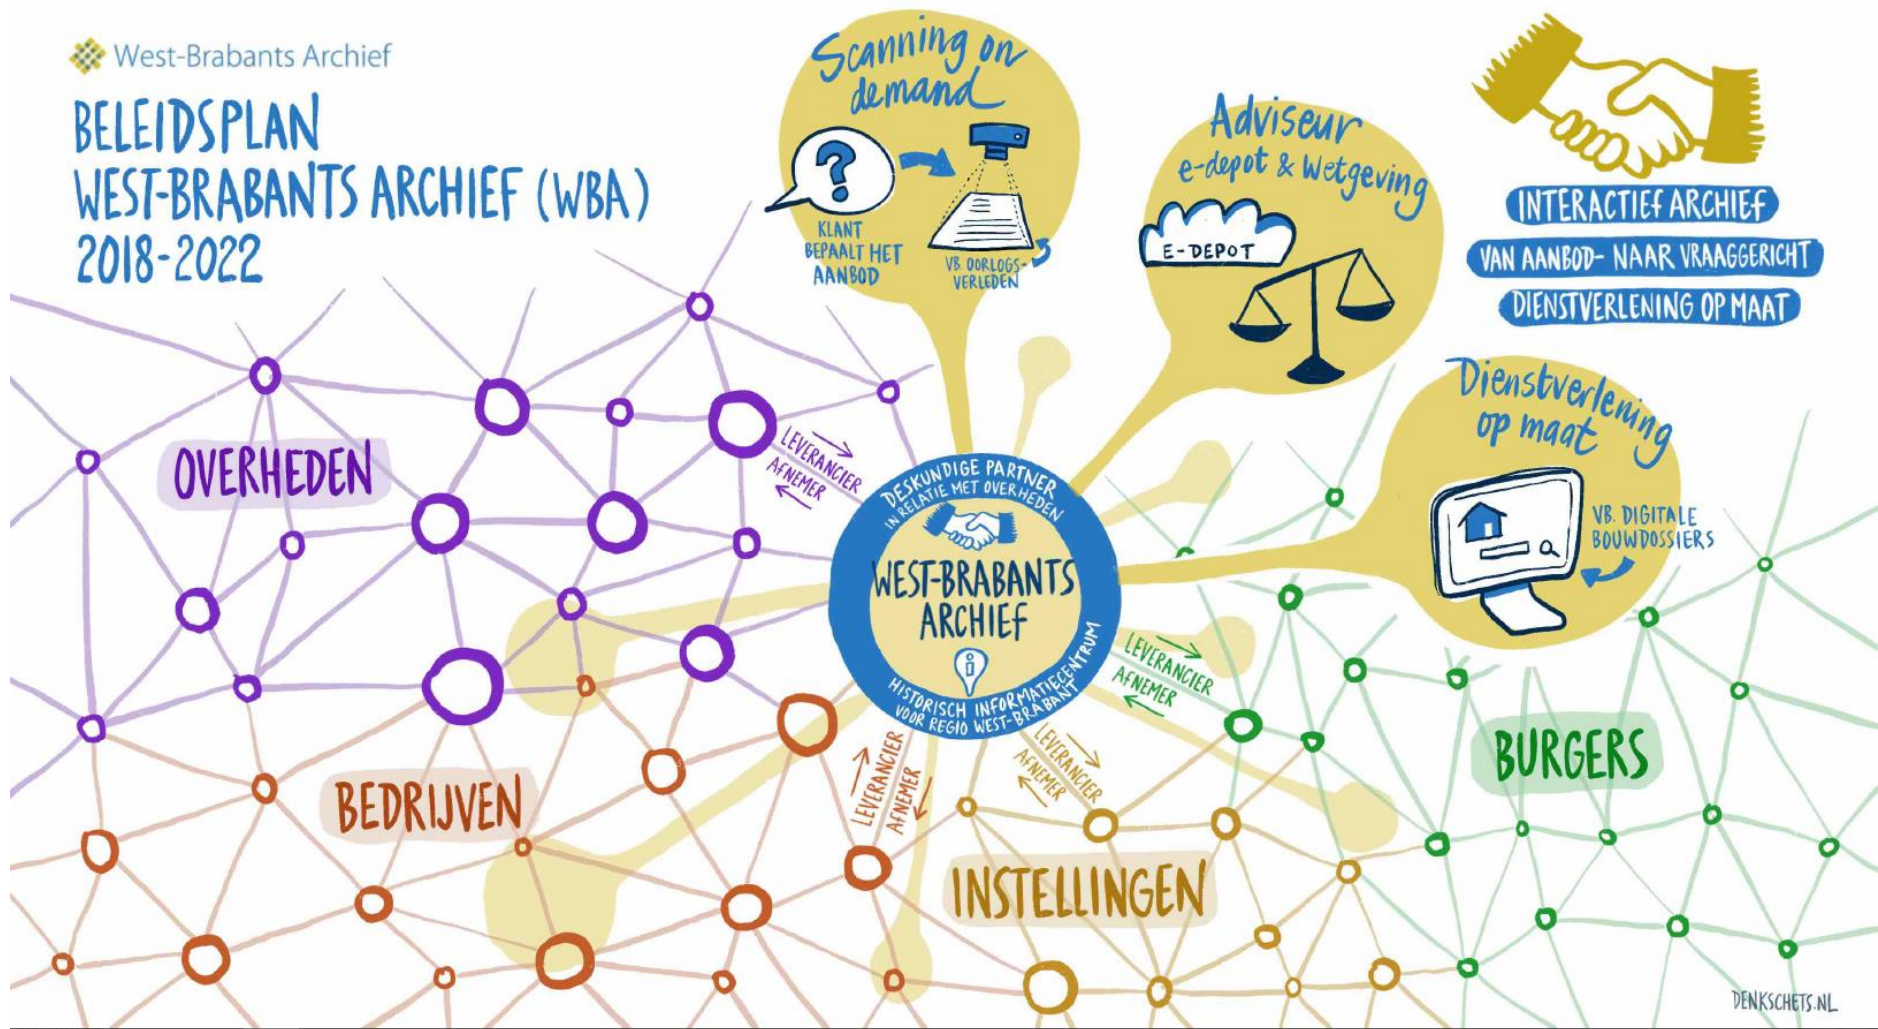 West-Brabants Archief
BELEIDSPLAN
WEST-BRABANTS ARCHIEF (WBA)
2018-2022
Scanning on
demand
?
KLANT
BEPAALT HET
AANBOD
VB. OORLOGS-
VERLEDEN
Adviseur
e-depot & Wetgeving
E-DEPOT
INTERACTIEF ARCHIEF
VAN AANBOD- NAAR VRAAGGERICHT
DIENSTVERLENING OP MAAT
Dienstverlening
op maat
VB. DIGITALE
BOUWDOSSIERS
OVERHEDEN
LEVERANCIER
AFNEMER
DESKUNDIGE PARTNER
IN RELATIE MET OVERHEDEN
WEST-BRABANTS
ARCHIEF
i
HISTORISCH INFORMATIECENTRUM
VOOR REGIO WEST-BRABANT
LEVERANCIER
AFNEMER
BURGERS
BEDRIJVEN
LEVERANCIER
AFNEMER
LEVERANCIER
AFNEMER
INSTELLINGEN
DENKSCHETS.NL